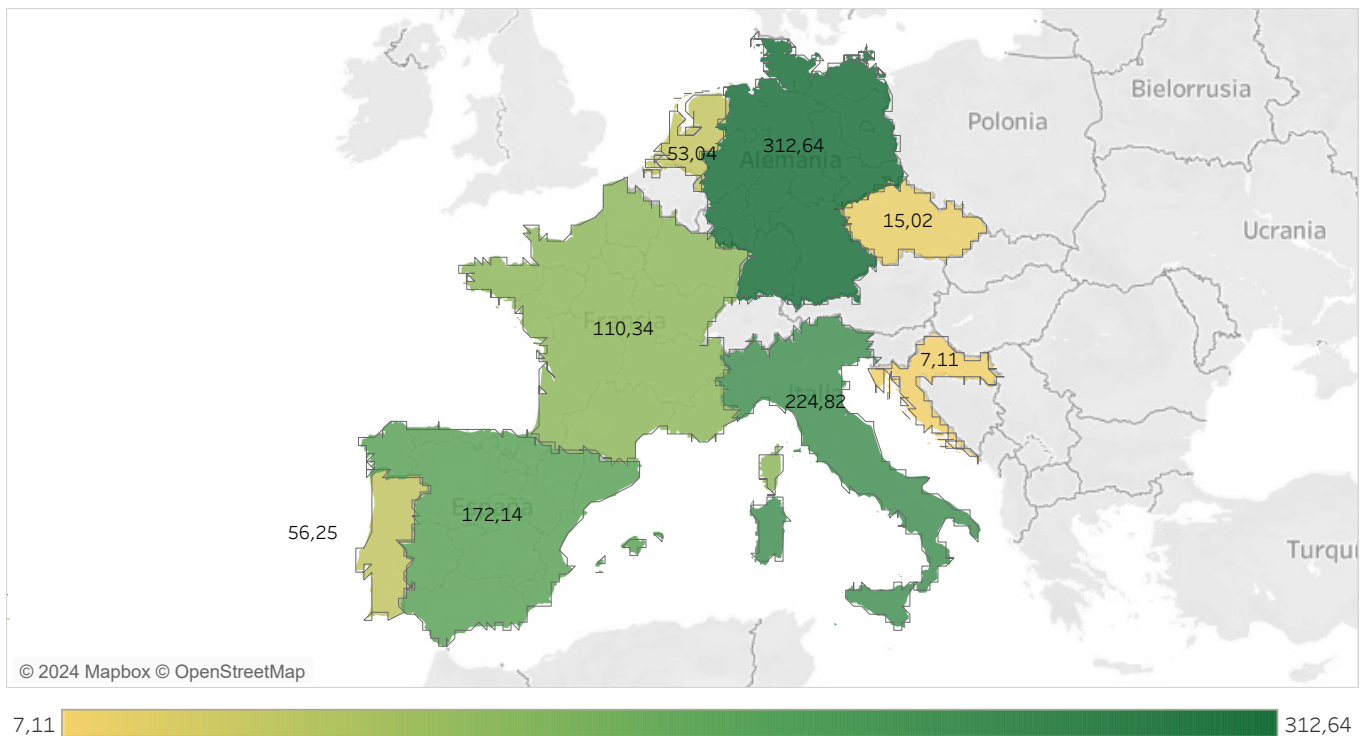 Bielorrusia
Polonia
312,64
53,04
Alemania
15,02
Ucrania
Francia
110,34
7,11
Italia
224,82
España
172,14
56,25
Turqu
© 2024 Mapbox © OpenStreetMap
7,11
312,64